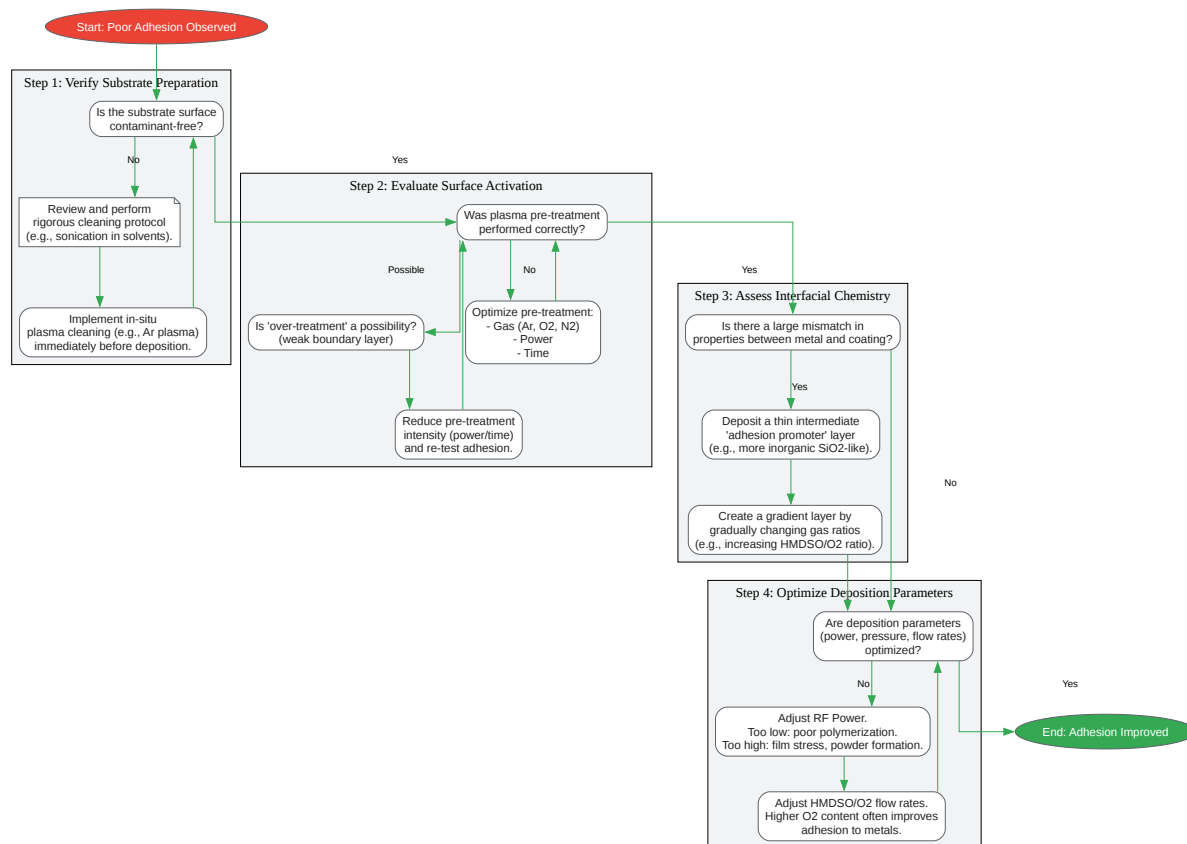 Start: Poor Adhesion Observed
Step 1: Verify Substrate Preparation
Is the substrate surface
contaminant-free?
No
Review and perform
rigorous cleaning protocol
(e.g., sonication in solvents).
Implement in-situ
plasma cleaning (e.g., Ar plasma)
immediately before deposition.
Yes
Step 2: Evaluate Surface Activation
Was plasma pre-treatment
performed correctly?
Possible
No
Is 'over-treatment' a possibility?
(weak boundary layer)
Optimize pre-treatment:
- Gas (Ar, O2, N2)
- Power
- Time
Reduce pre-treatment
intensity (power/time)
and re-test adhesion.
Yes
Step 3: Assess Interfacial Chemistry
Is there a large mismatch in
properties between metal and coating?
Yes
Deposit a thin intermediate
'adhesion promoter' layer
(e.g., more inorganic SiO2-like).
Create a gradient layer by
gradually changing gas ratios
(e.g., increasing HMDSO/O2 ratio).
No
Step 4: Optimize Deposition Parameters
Are deposition parameters
(power, pressure, flow rates)
optimized?
No
Adjust RF Power.
Too low: poor polymerization.
Too high: film stress, powder formation.
Adjust HMDSO/O2 flow rates.
Higher O2 content often improves
adhesion to metals.
Yes
End: Adhesion Improved